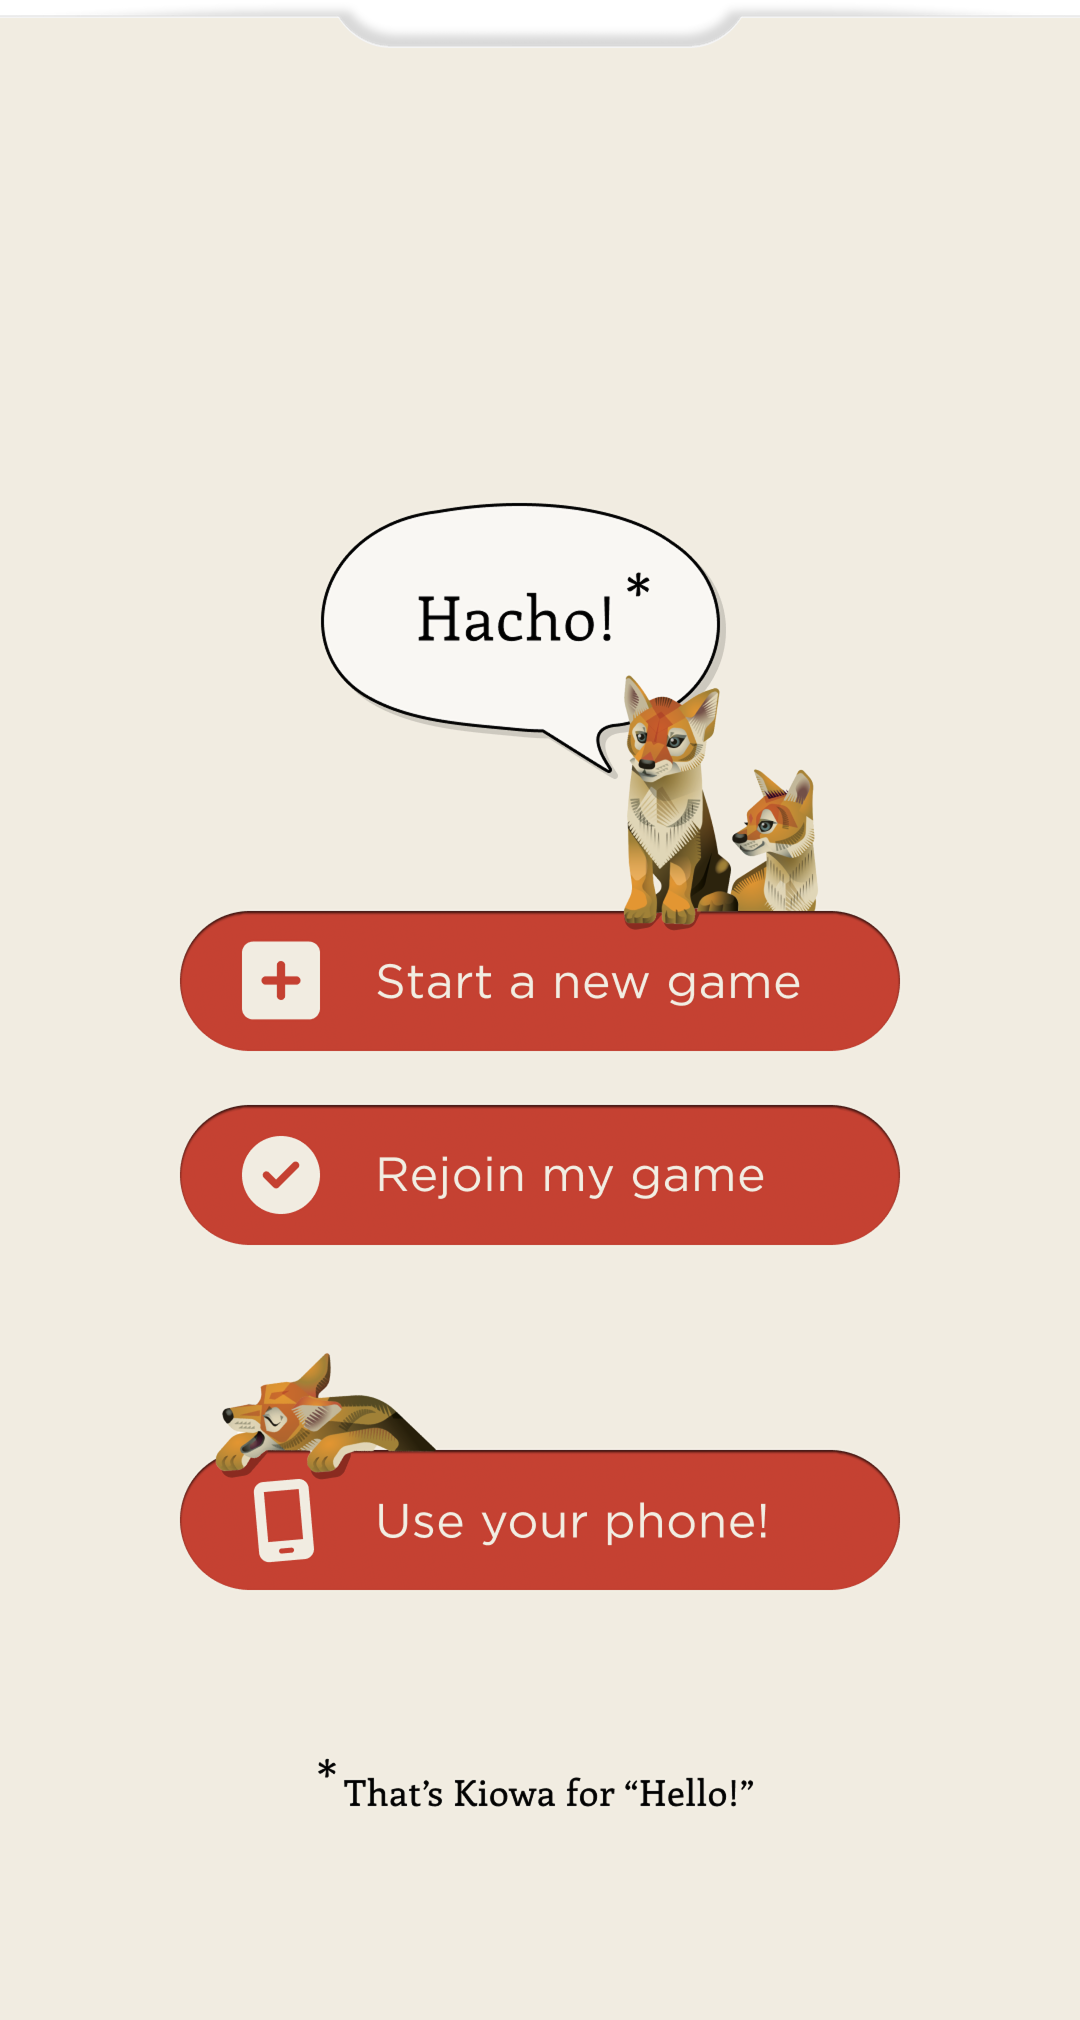 Hacho!*
Start a new game
Rejoin my game
Use your phone!
*That’s Kiowa for “Hello!”